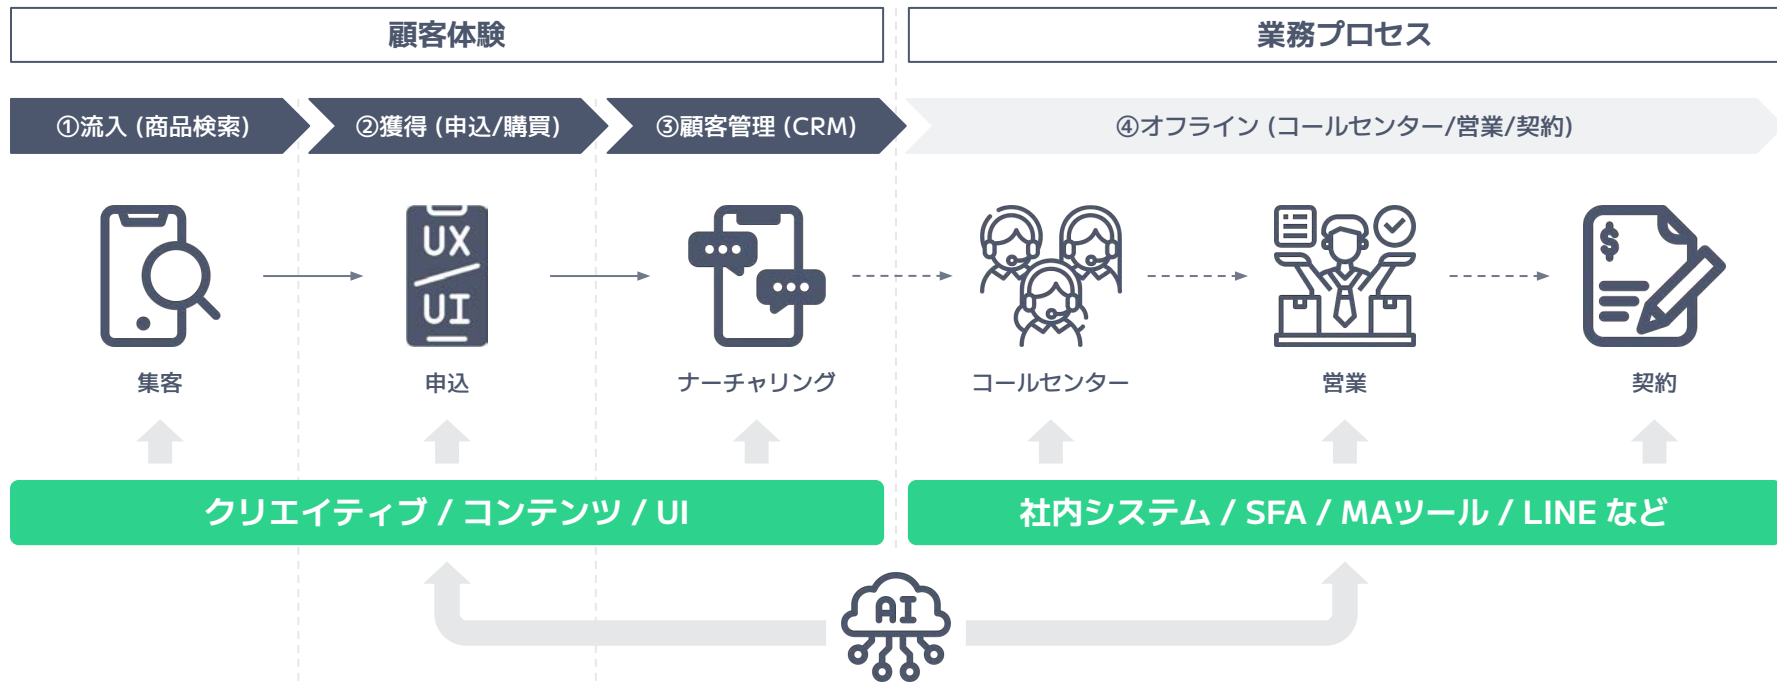 顧客体験
業務プロセス
①流入 (商品検索)
②獲得 (申込/購買)
③顧客管理 (CRM)
④オフライン (コールセンター/営業/契約)
UX
UI
$
集客
申込
ナーチャリング
コールセンター
営業
契約
クリエイティブ / コンテンツ / UI
社内システム / SFA / MAツール / LINE など
AI